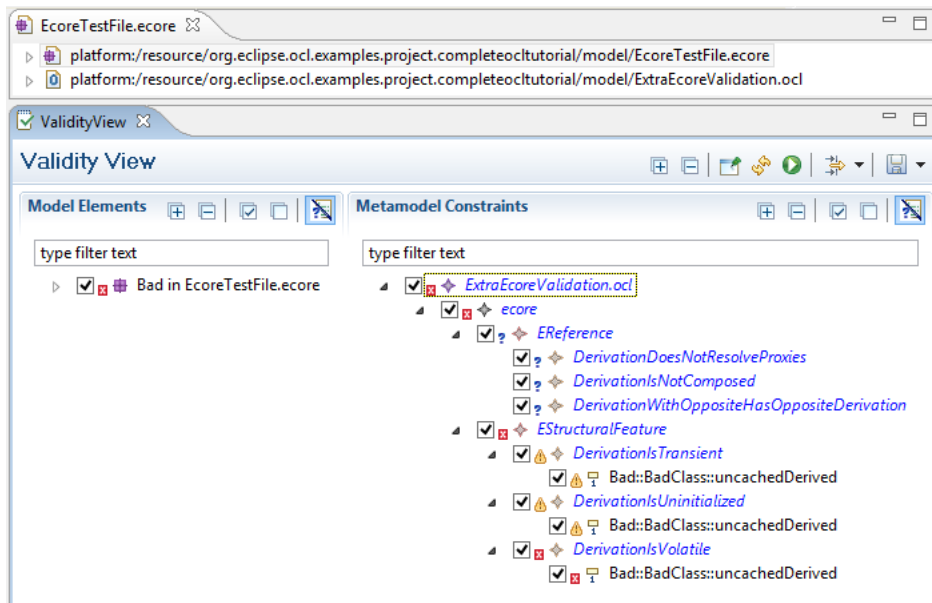 EcoreTestFile.ecore
platform:/resource/org.eclipse.ocl.examples.project.completeocltutorial/model/EcoreTestFile.ecore
platform:/resource/org.eclipse.ocl.examples.project.completeocltutorial/model/ExtraEcoreValidation.ocl
ValidityView
Validity View
Model Elements
type filter text
Bad in EcoreTestFile.ecore
Metamodel Constraints
type filter text
ExtraEcoreValidation.ocl
ecore
EReference
DerivationDoesNotResolveProxies
DerivationIsNotComposed
DerivationWithOppositeHasOppositeDerivation
EStructuralFeature
DerivationIsTransient
Bad::BadClass::uncachedDerived
DerivationIsUninitialized
Bad::BadClass::uncachedDerived
DerivationIsVolatile
Bad::BadClass::uncachedDerived